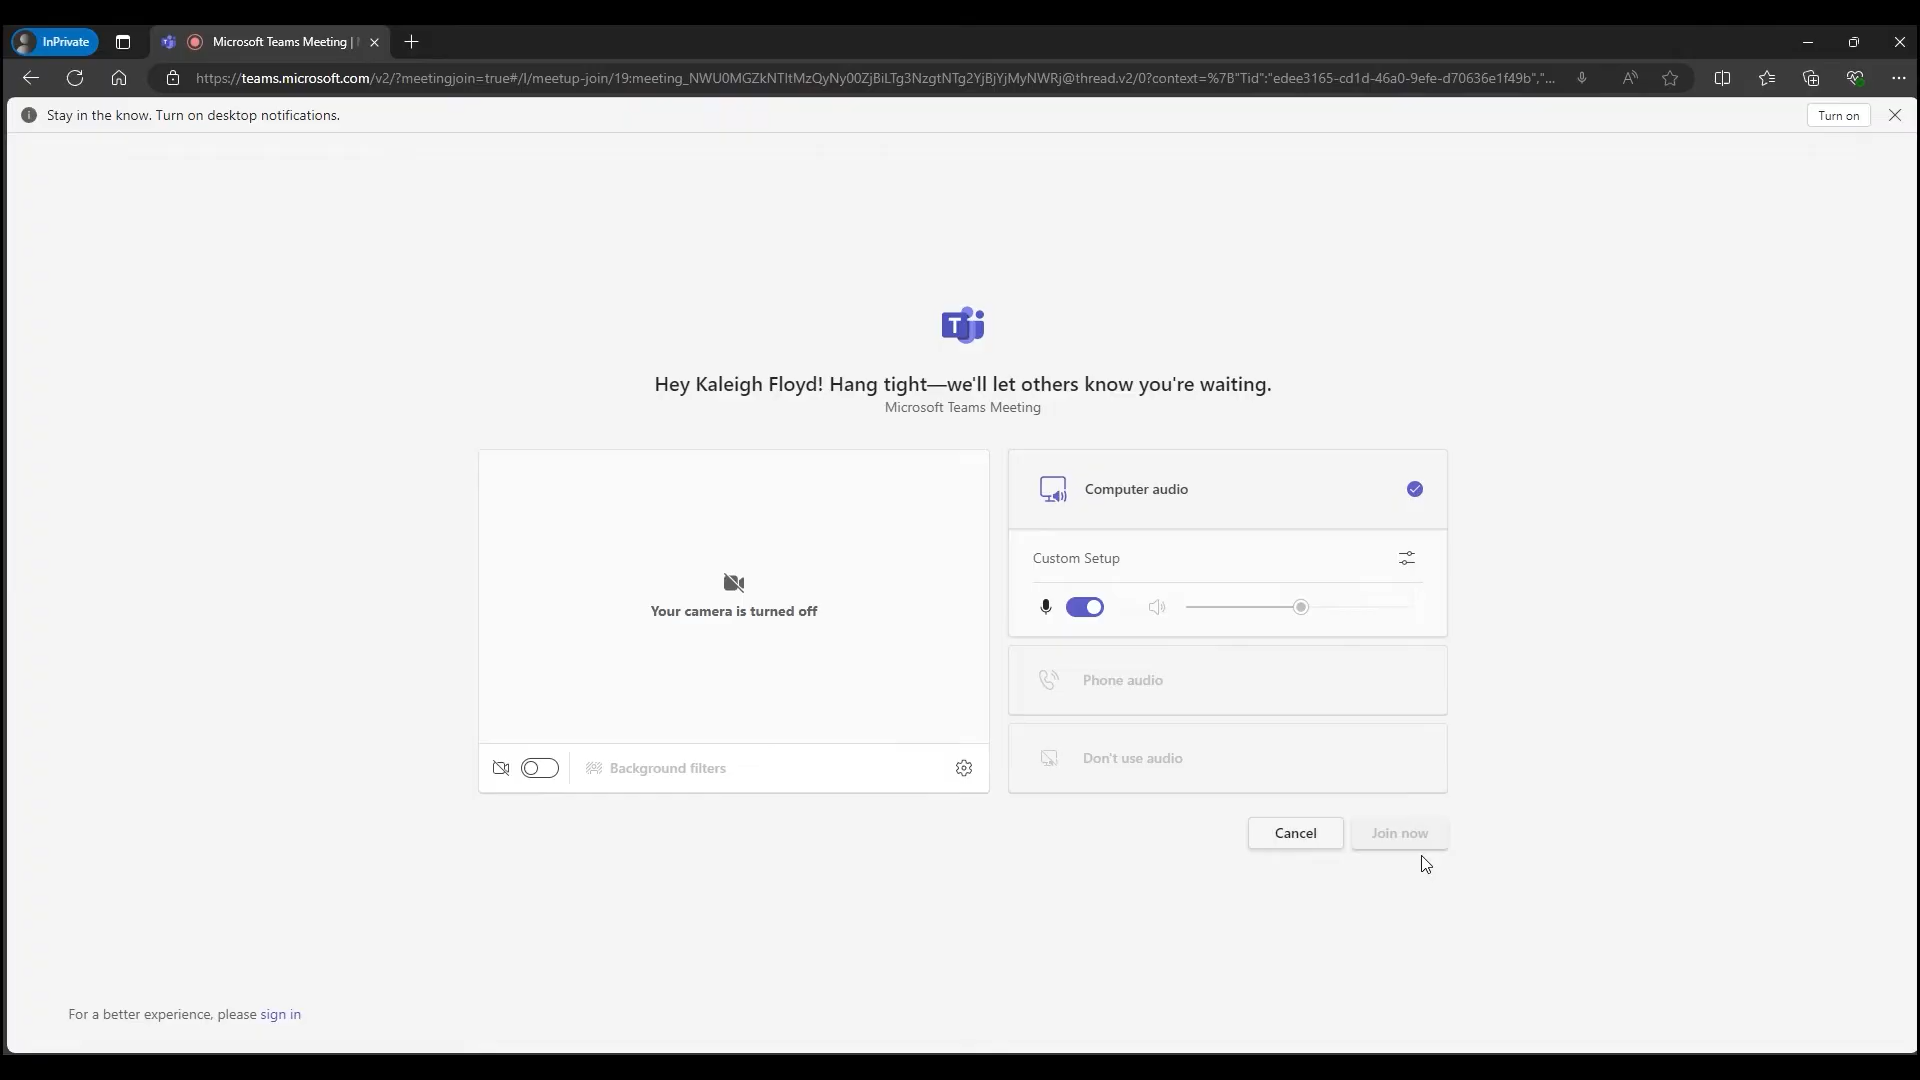 InPrivate
Microsoft Teams Meeting |
https://teams.microsoft.com/v2/?meetingjoin=true#/l/meetup-join/19:meeting_NWU0MGZkNTItMzQyNy00ZjBiLTg3NzgtNTg2YjBjYjMyNWRj@thread.v2/0?context=%7B"Tid":"edee3165-cd1d-46a0-9efe-d70636e1f49b","...
Stay in the know. Turn on desktop notifications.
Turn on
Hey Kaleigh Floyd! Hang tight—we'll let others know you're waiting.
Microsoft Teams Meeting
Your camera is turned off
Background filters
Computer audio
Custom Setup
Phone audio
Don't use audio
Cancel
Join now
For a better experience, please sign in